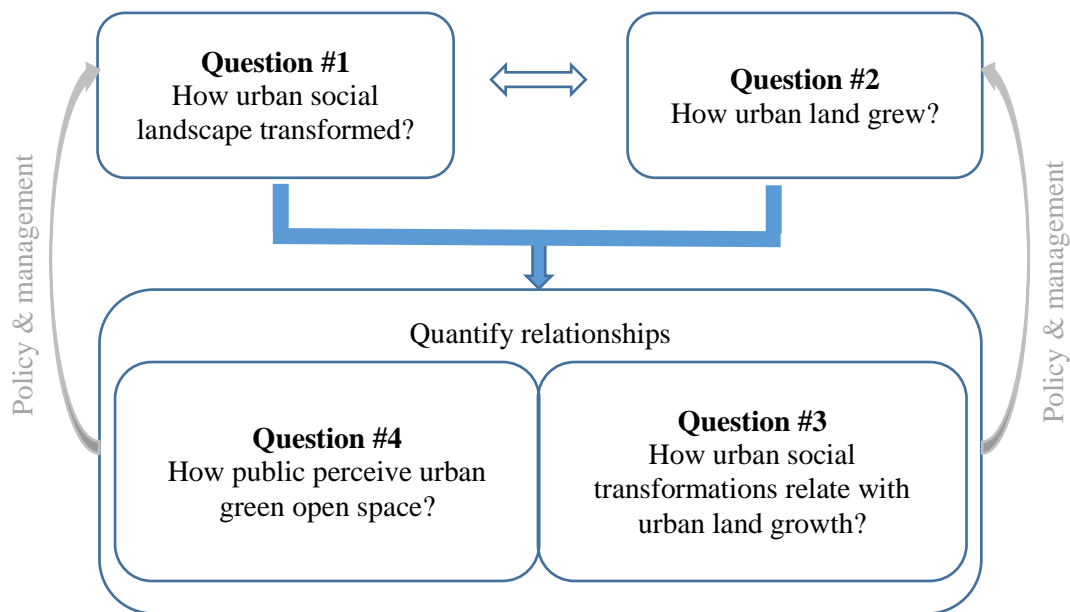 Question #1
How urban social
landscape transformed?
Question #2
How urban land grew?
Policy & management
Policy & management
Quantify relationships
Question #4
How public perceive urban
green open space?
Question #3
How urban social
transformations relate with
urban land growth?